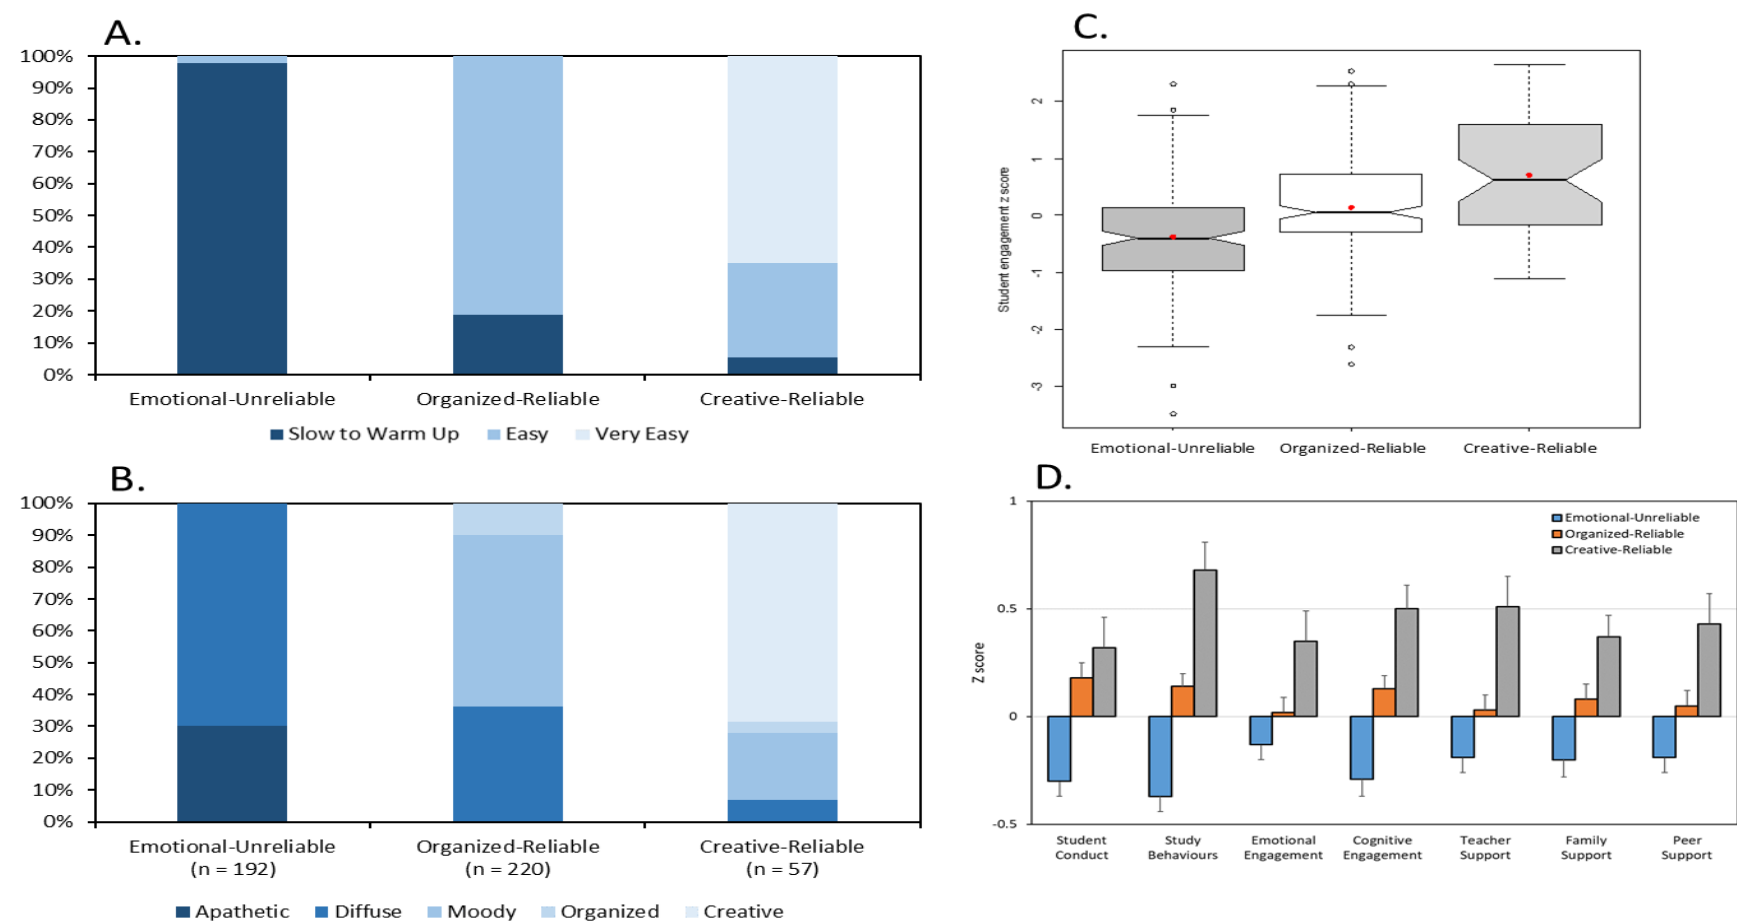 A.
100%
90%
80%
70%
60%
50%
40%
30%
20%
10%
0%
Emotional-Unreliable Organized-Reliable Creative-Reliable
Slow to Warm Up Easy Very Easy
B.
100%
90%
80%
70%
60%
50%
40%
30%
20%
10%
0%
Emotional-Unreliable Organized-Reliable Creative-Reliable
(n = 192) (n = 220) (n = 57)
Apathetic Diffuse Moody Organized Creative
C.
Student engagement z score
2
1
0
-1
-2
-3
Emotional-Unreliable Organized-Reliable Creative-Reliable
D.
Z score
1
0.5
0
-0.5
Emotional-Unreliable
Organized-Reliable
Creative-Reliable
Student Study Emotional Cognitive Teacher Family Peer
Conduct Behaviours Engagement Engagement Support Support Support